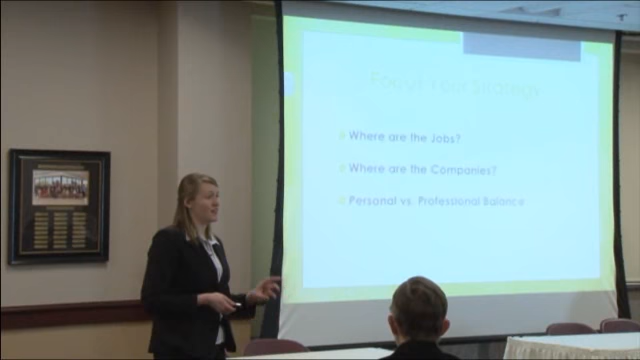 Focus Your Strategy
Where are the Jobs?
Where are the Companies?
Personal vs. Professional Balance